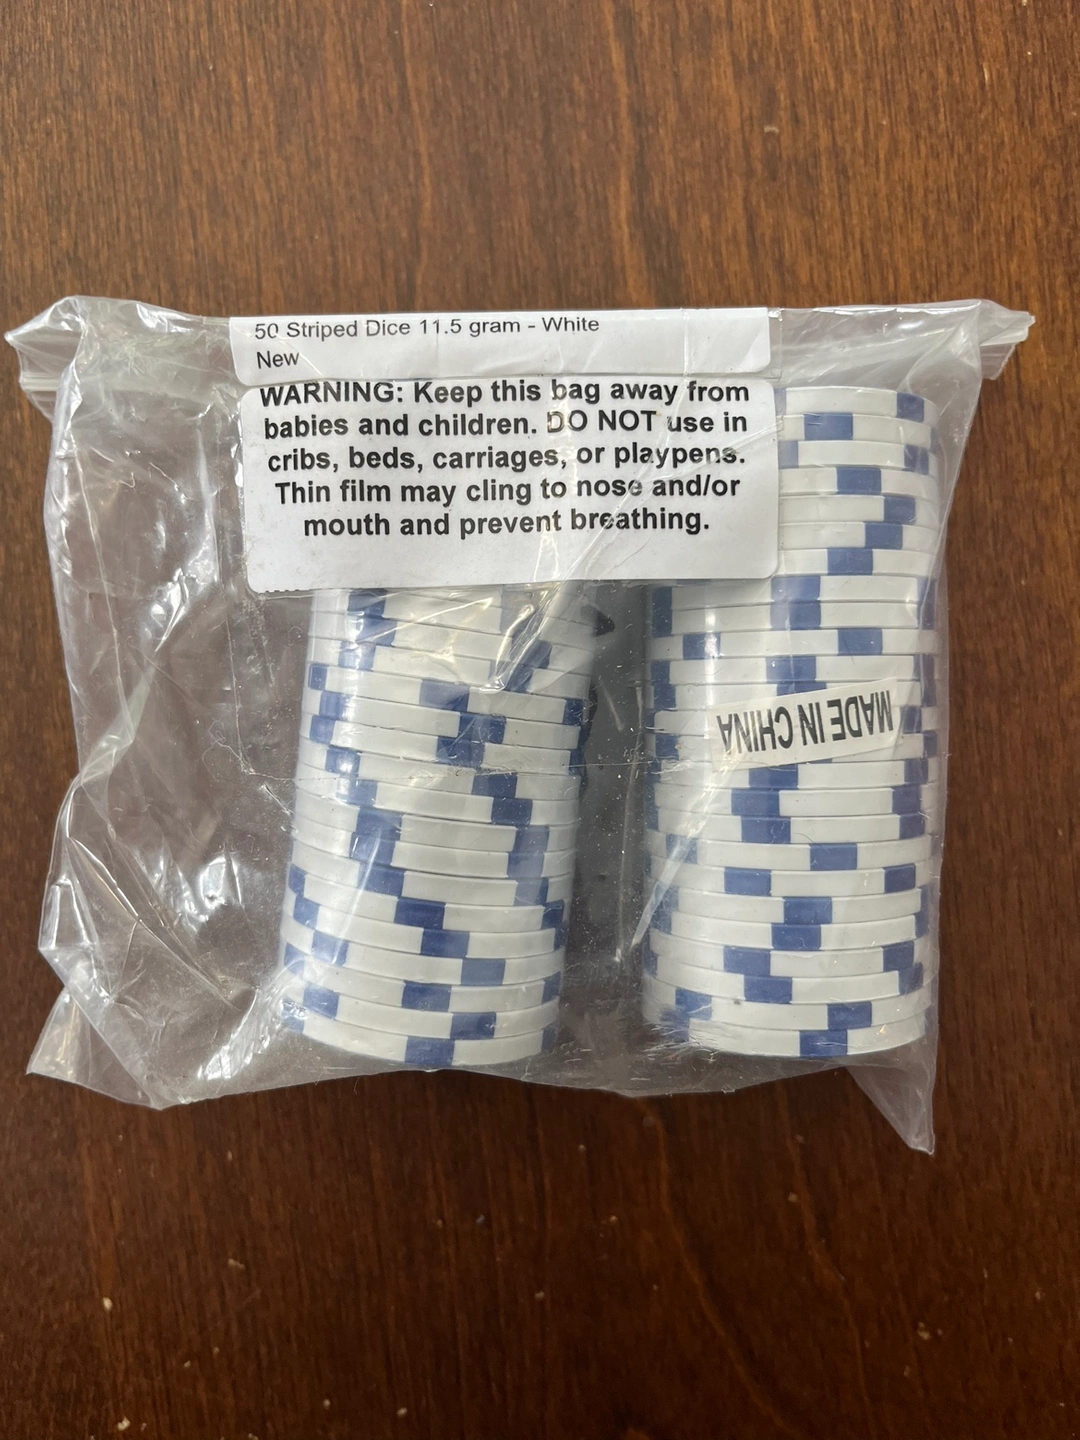 50 Striped Dice 11.5 gram - White
New
WARNING: Keep this bag away from
babies and children. DO NOT use in
cribs, beds, carriages, or playpens.
Thin film may cling to nose and/or
mouth and prevent breathing.
MADE IN CHINA